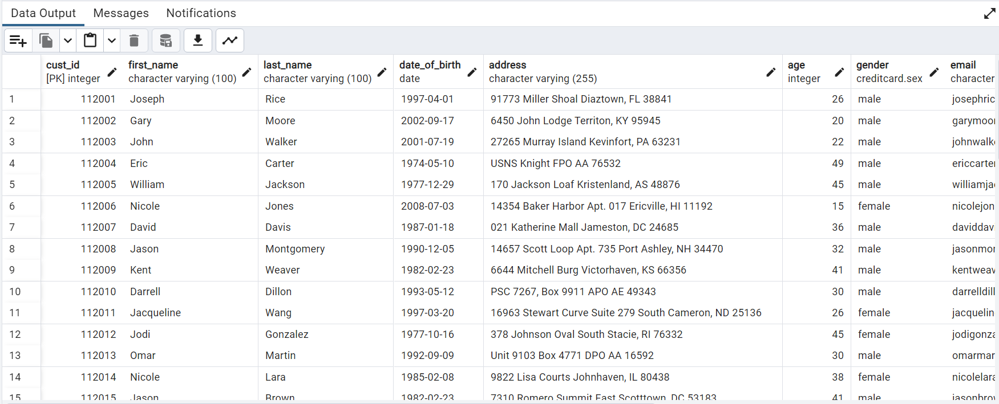 Data Output Messages Notifications
cust_id first_name last_name date_of_birth address age gender email
[PK] integer character varying (100) character varying (100) date character varying (255) integer creditcard.sex character
1 112001 Joseph Rice 1997-04-01 91773 Miller Shoal Diaztown, FL 38841 26 male josephric
2 112002 Gary Moore 2002-09-17 6450 John Lodge Territon, KY 95945 20 male garymoor
3 112003 John Walker 2001-07-19 27265 Murray Island Kevinfort, PA 63231 22 male johnwalk
4 112004 Eric Carter 1974-05-10 USNS Knight FPO AA 76532 49 male ericcarter
5 112005 William Jackson 1977-12-29 170 Jackson Loaf Kristenland, AS 48876 45 male williamja
6 112006 Nicole Jones 2008-07-03 14354 Baker Harbor Apt. 017 Ericville, HI 11192 15 female nicolejon
7 112007 David Davis 1987-01-18 021 Katherine Mall Jameston, DC 24685 36 male daviddav
8 112008 Jason Montgomery 1990-12-05 14657 Scott Loop Apt. 735 Port Ashley, NH 34470 32 male jasonmor
9 112009 Kent Weaver 1982-02-23 6644 Mitchell Burg Victorhaven, KS 66356 41 male kentweav
10 112010 Darrell Dillon 1993-05-12 PSC 7267, Box 9911 APO AE 49343 30 male darrelldill
11 112011 Jacqueline Wang 1997-03-20 16963 Stewart Curve Suite 279 South Cameron, ND 25136 26 female jacquelin
12 112012 Jodi Gonzalez 1977-10-16 378 Johnson Oval South Stacie, RI 76332 45 female jodigonza
13 112013 Omar Martin 1992-09-09 Unit 9103 Box 4771 DPO AA 16592 30 male omarmar
14 112014 Nicole Lara 1985-02-08 9822 Lisa Courts Johnhaven, IL 80438 38 female nicolelara
15 112015 Jason Brown 1982-02-23 7310 Romero Summit East Scotttown, DC 53183 41 male jasonbrow